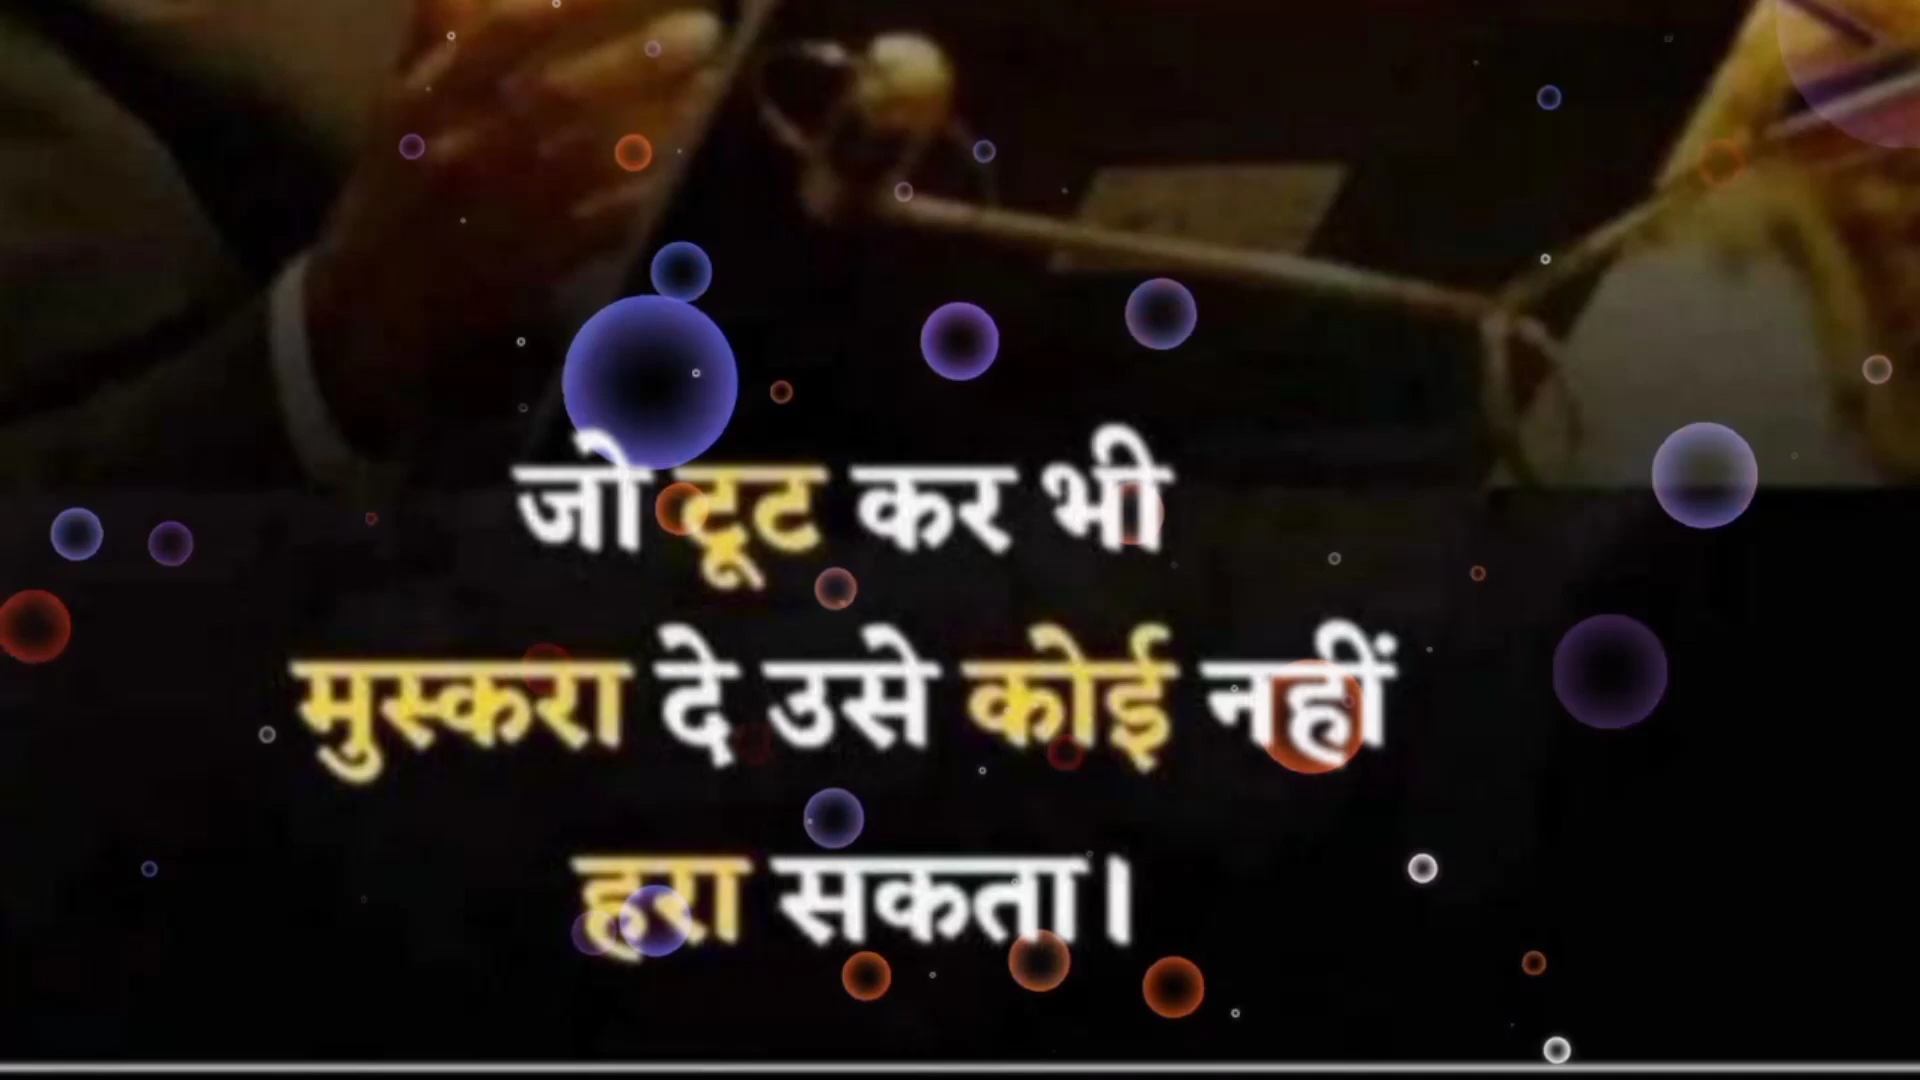 जो टूट कर भी
मुस्करा दे उसे कोई नहीं
हरा सकता।